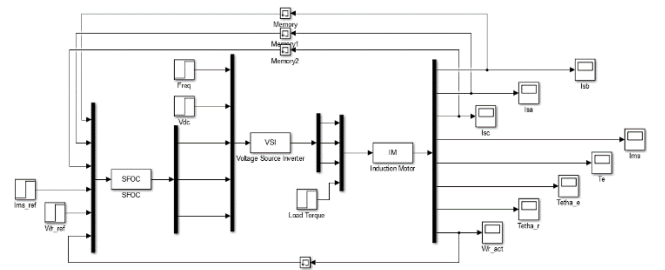 Memory
Memory1
Memory2
Freq
Vdc
Isb
Isa
Isc
VSI
Voltage Source Inverter
IM
Induction Motor
Ims
Te
SFOC
SFOC
Ims_ref
Wr_ref
Load Torque
Tetha_e
Tetha_r
Wr_act